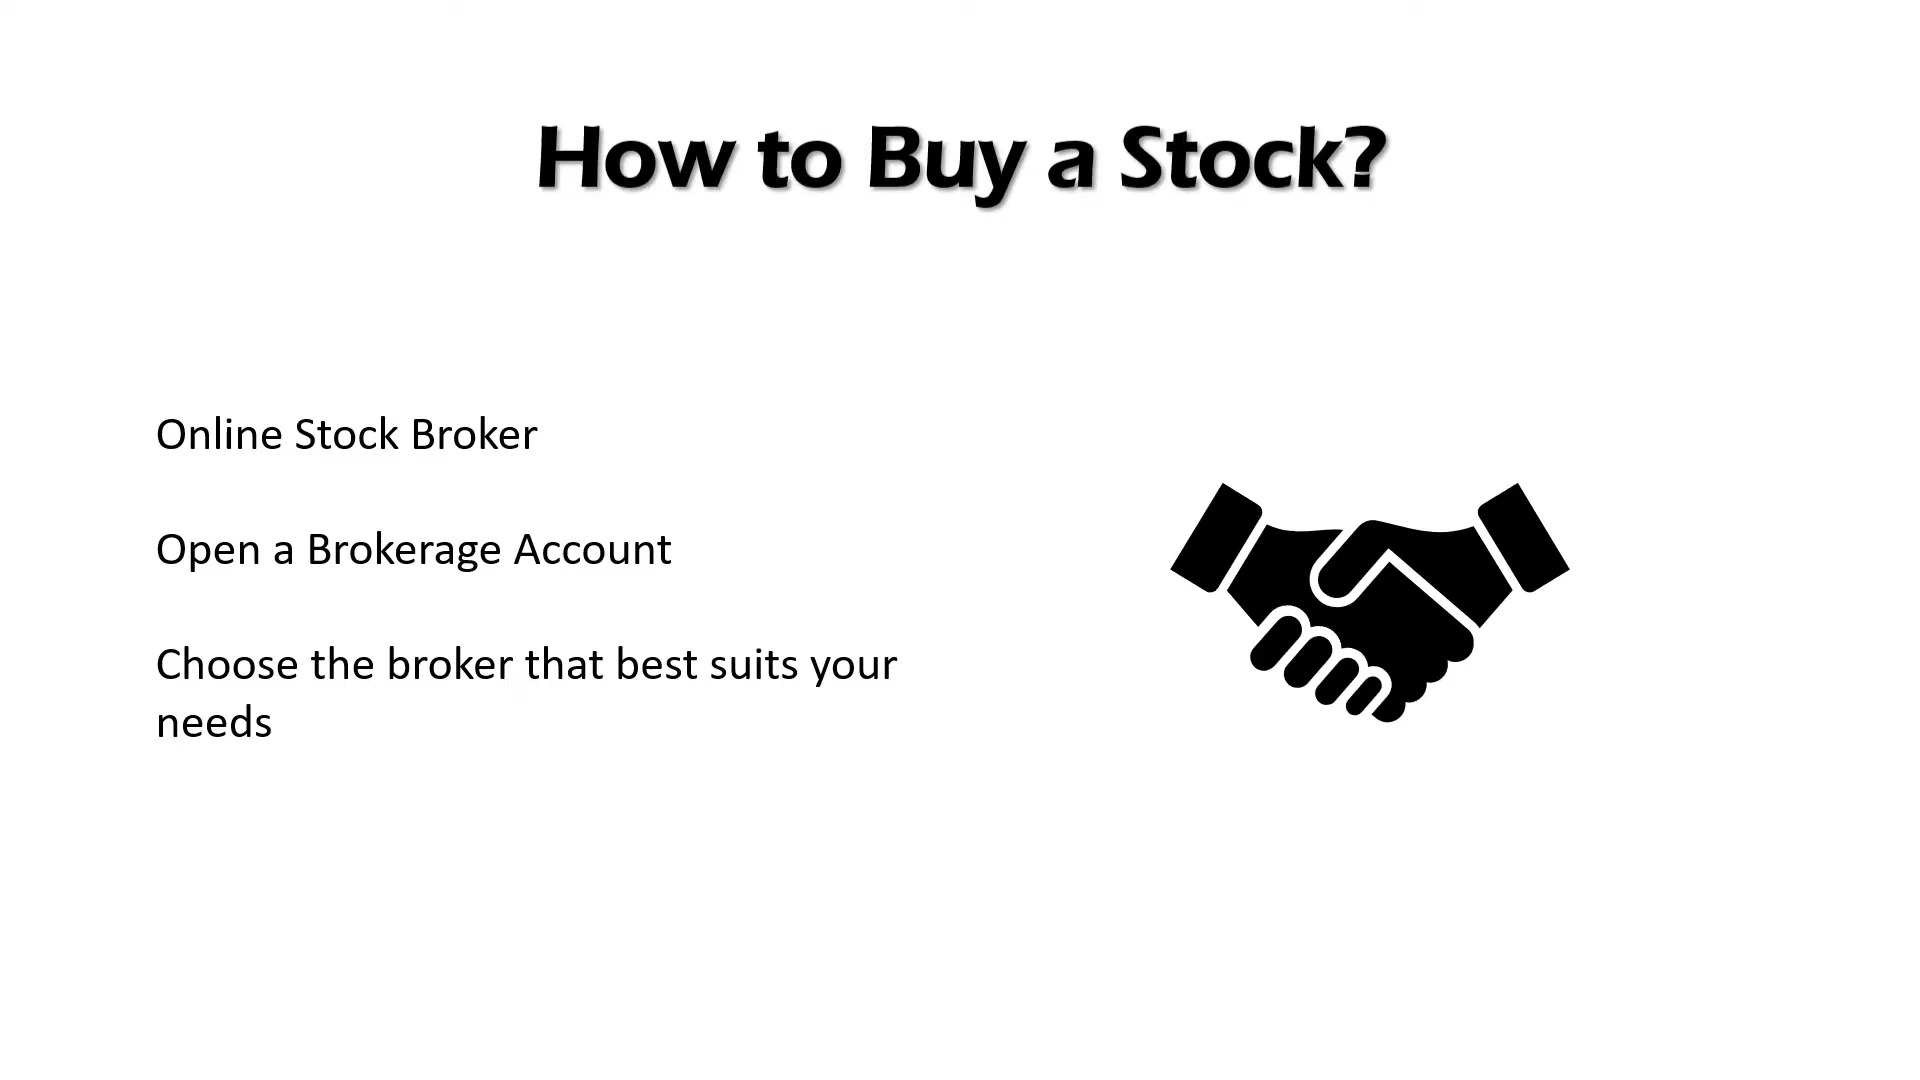 How to Buy a Stock?
Online Stock Broker
Open a Brokerage Account
Choose the broker that best suits your
needs